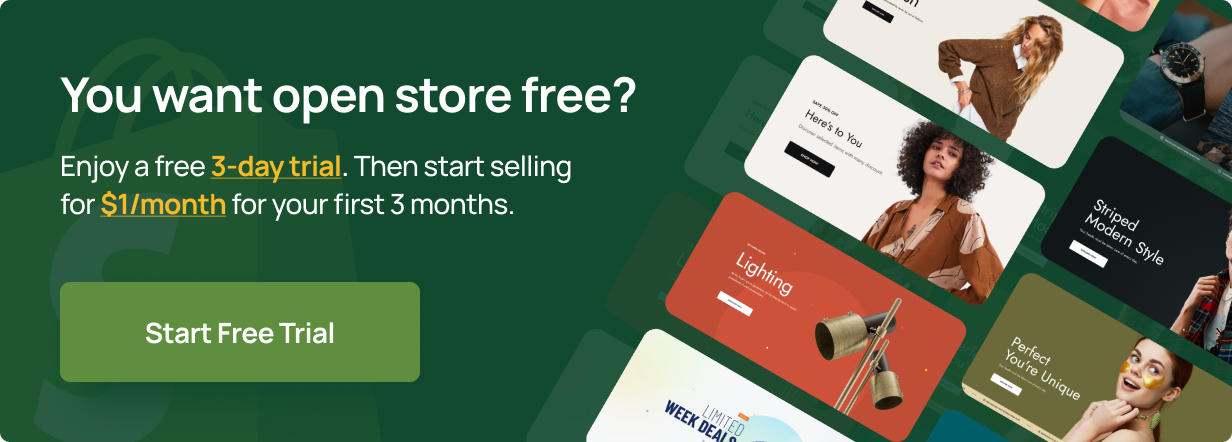 You want open store free?
Enjoy a free 3-day trial. Then start selling
for $1/month for your first 3 months.
Start Free Trial
SAVE 20% OFF
Here's to You
Discover selected items with many discount.
SHOP NOW
Lighting
Striped
Modern Style
Perfect
You're Unique
LIMITED
WEEK DEALS